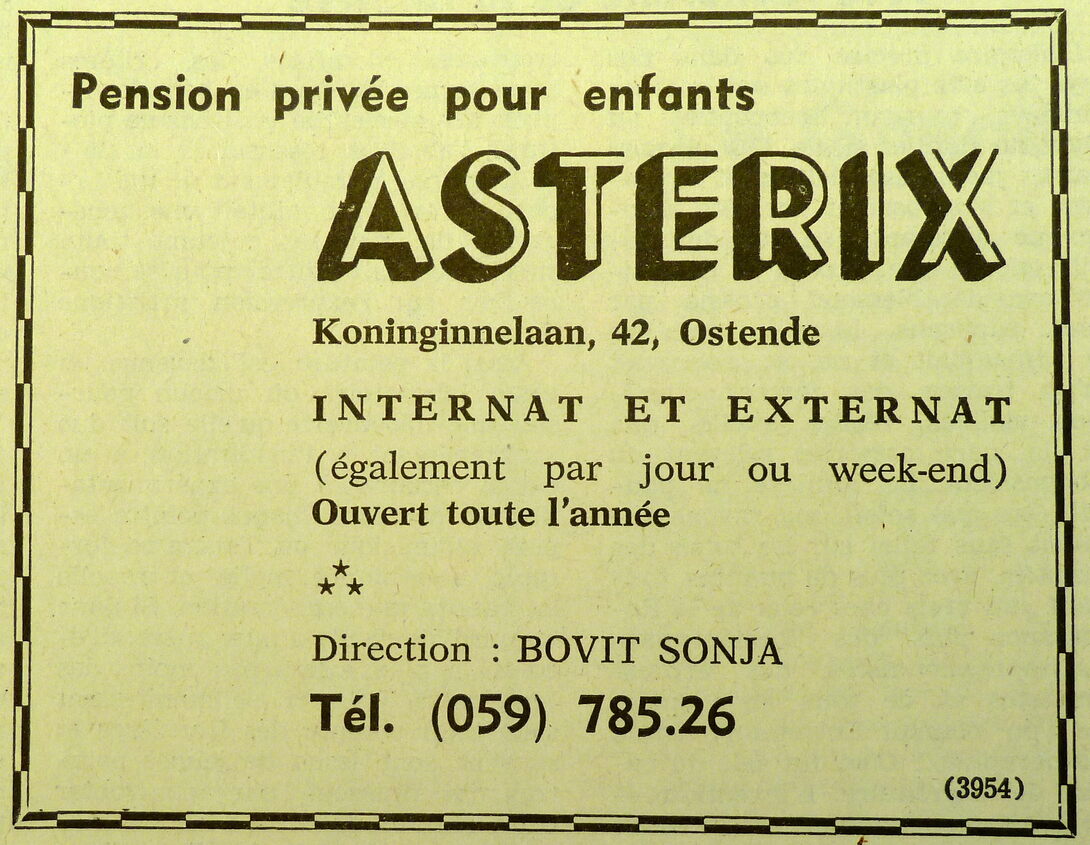 Pension privée pour enfants
ASTERIX
Koninginnelaan, 42, Ostende
INTERNAT ET EXTERNAT
(également par jour ou week-end)
Ouvert toute l'année
Direction : BOVIT SONJA
Tél. (059) 785.26
(3954)